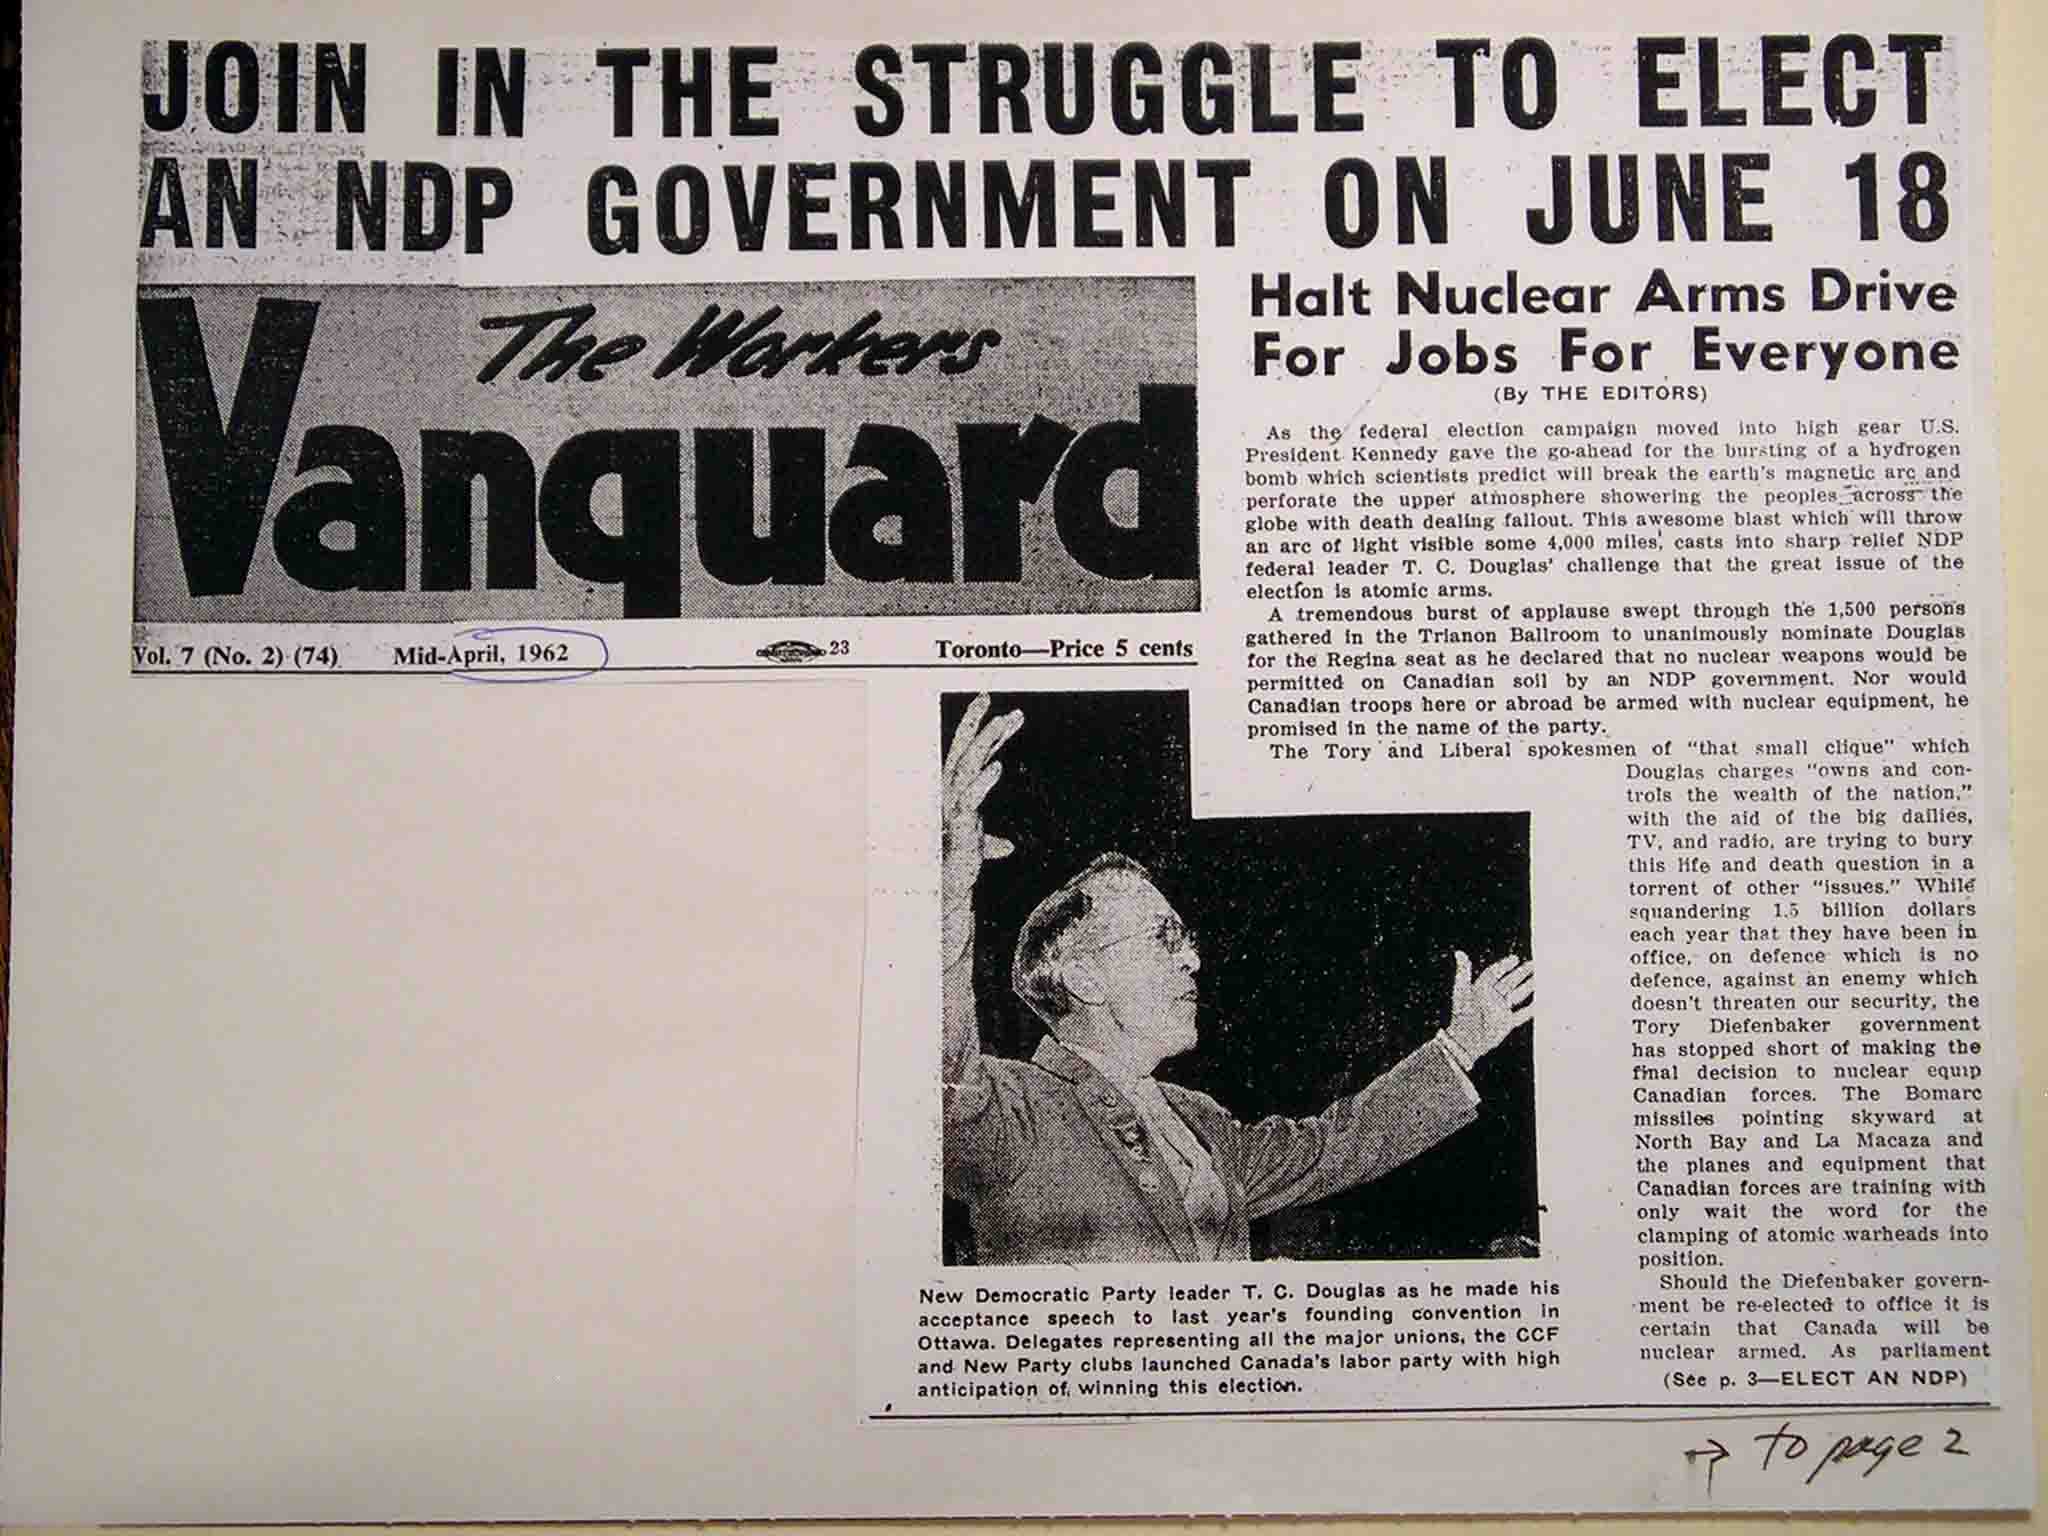 JOIN IN THE STRUGGLE TO ELECT
AN NDP GOVERNMENT ON JUNE 18
The Workers
Vanguard
Vol. 7 (No. 2) (74)
Mid-April, 1962
23
Toronto—Price 5 cents
Halt Nuclear Arms Drive
For Jobs For Everyone
(By THE EDITORS)
As the federal election campaign moved into high gear U.S.
President Kennedy gave the go-ahead for the bursting of a hydrogen
bomb which scientists predict will break the earth's magnetic arc and
perforate the upper atmosphere showering the peoples across the
globe with death dealing fallout. This awesome blast which will throw
an arc of light visible some 4,000 miles, casts into sharp relief NDP
federal leader T. C. Douglas' challenge that the great issue of the
election is atomic arms.
A tremendous burst of applause swept through the 1,500 persons
gathered in the Trianon Ballroom to unanimously nominate Douglas
for the Regina seat as he declared that no nuclear weapons would be
permitted on Canadian soil by an NDP government. Nor would
Canadian troops here or abroad be armed with nuclear equipment, he
promised in the name of the party.
The Tory and Liberal spokesmen of "that small clique" which
Douglas charges "owns and con-
trols the wealth of the nation,"
with the aid of the big dailies,
TV, and radio, are trying to bury
this life and death question in a
torrent of other "issues." While
squandering 1.5 billion dollars
each year that they have been in
office, on defence which is no
defence, against an enemy which
doesn't threaten our security, the
Tory Diefenbaker government
has stopped short of making the
final decision to nuclear equip
Canadian forces. The Bomarc
missiles pointing skyward at
North Bay and La Macaza and
the planes and equipment that
Canadian forces are training with
only wait the word for the
clamping of atomic warheads into
position.
Should the Diefenbaker govern-
ment be re-elected to office it is
certain that Canada will be
nuclear armed. As parliament
(See p. 3—ELECT AN NDP)
New Democratic Party leader T. C. Douglas as he made his
acceptance speech to last year's founding convention in
Ottawa. Delegates representing all the major unions, the CCF
and New Party clubs launched Canada's labor party with high
anticipation of winning this election.
→ to page 2